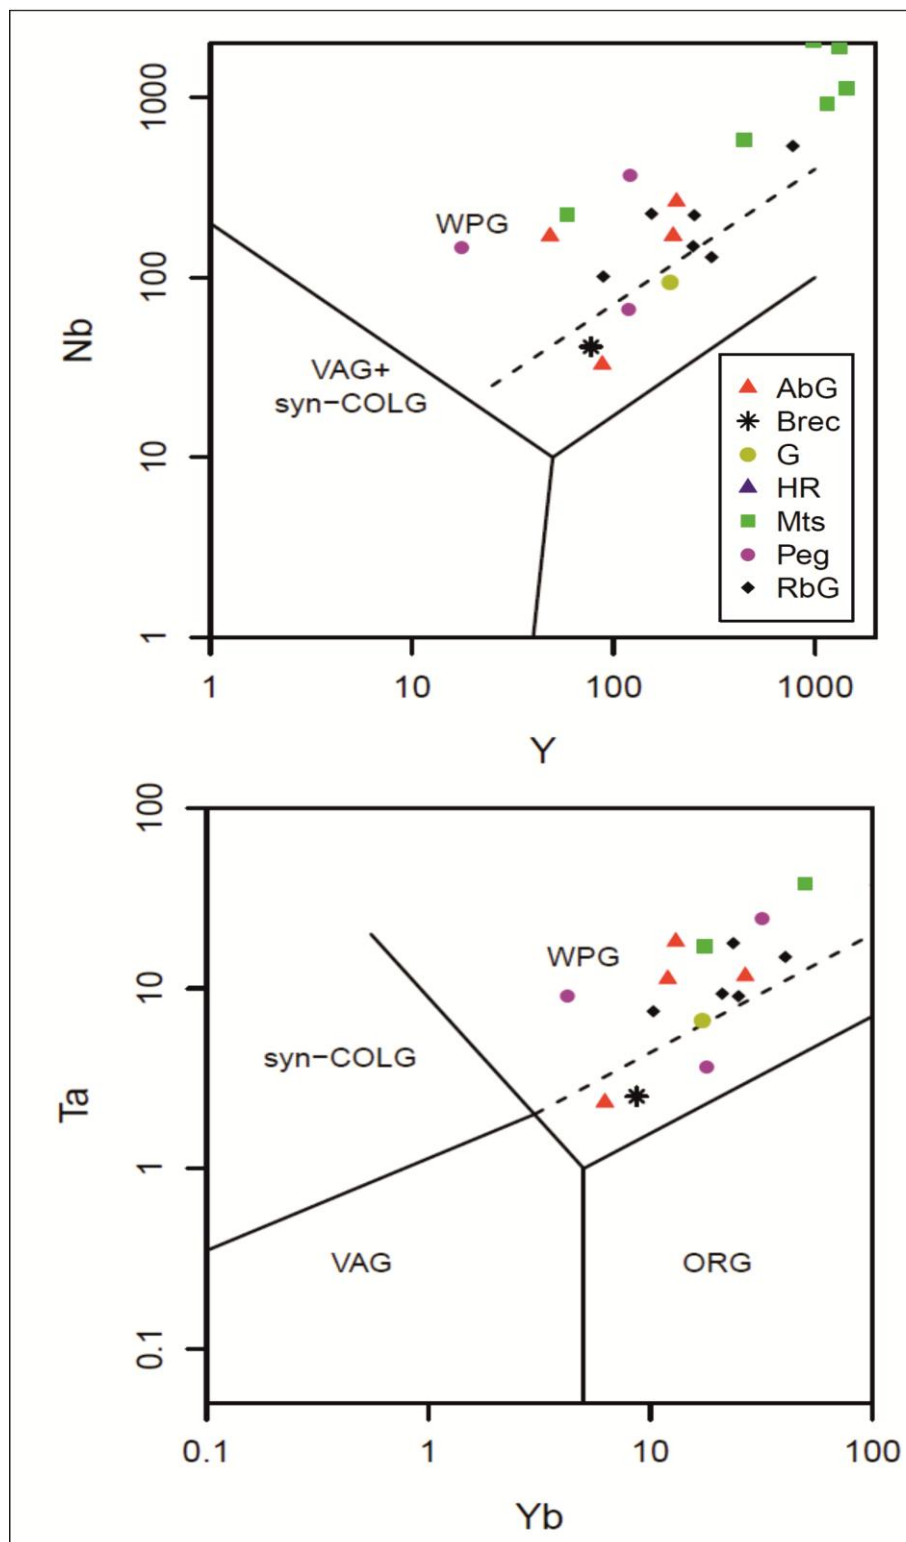 1000
100
10
1
Nb
WPG
VAG+
syn−COLG
AbG
Brec
G
HR
Mts
Peg
RbG
1
10
100
1000
Y
100
10
1
0.1
Ta
WPG
syn−COLG
VAG
ORG
0.1
1
10
100
Yb